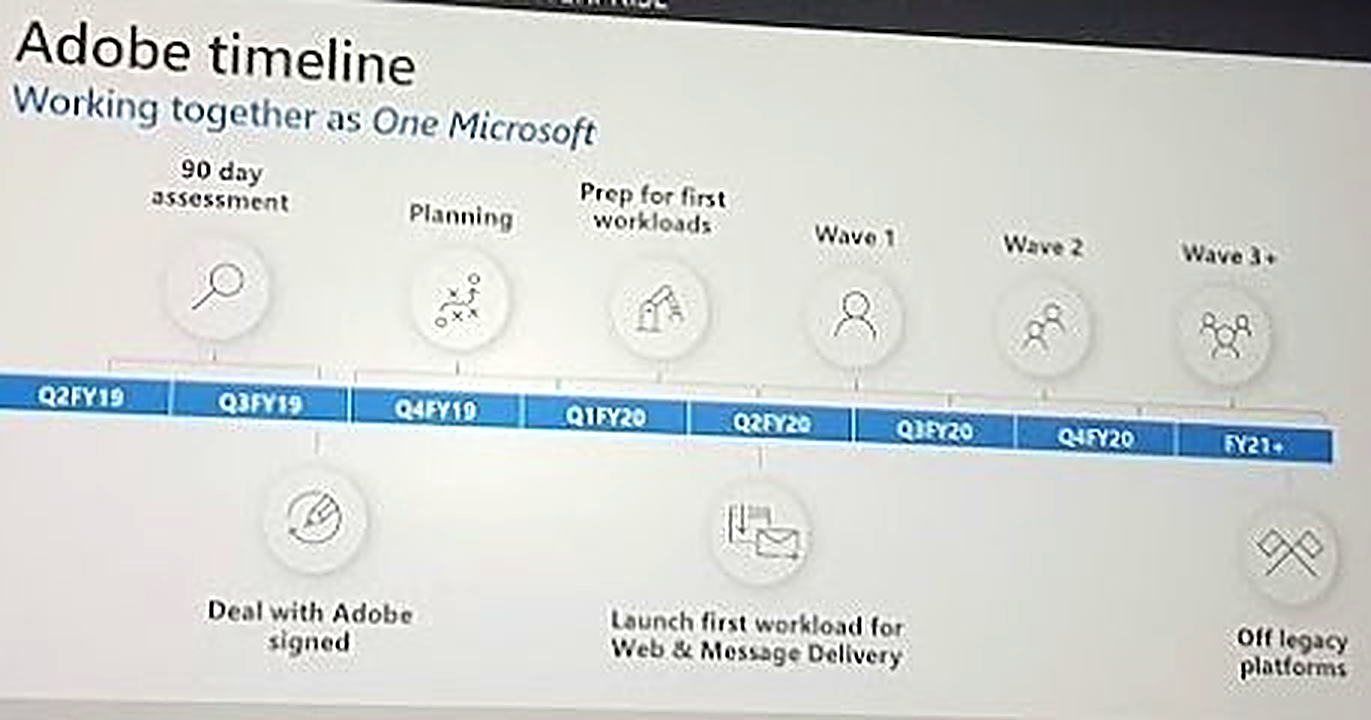 Adobe timeline
Working together as One Microsoft
90 day
assessment
Planning
Prep for first
workloads
Wave 1
Wave 2
Wave 3+
Q2FY19
Q3FY19
Q4FY19
Q1FY20
Q2FY20
Q3FY20
Q4FY20
FY21+
Deal with Adobe
signed
Launch first workload for
Web & Message Delivery
Off legacy
platforms